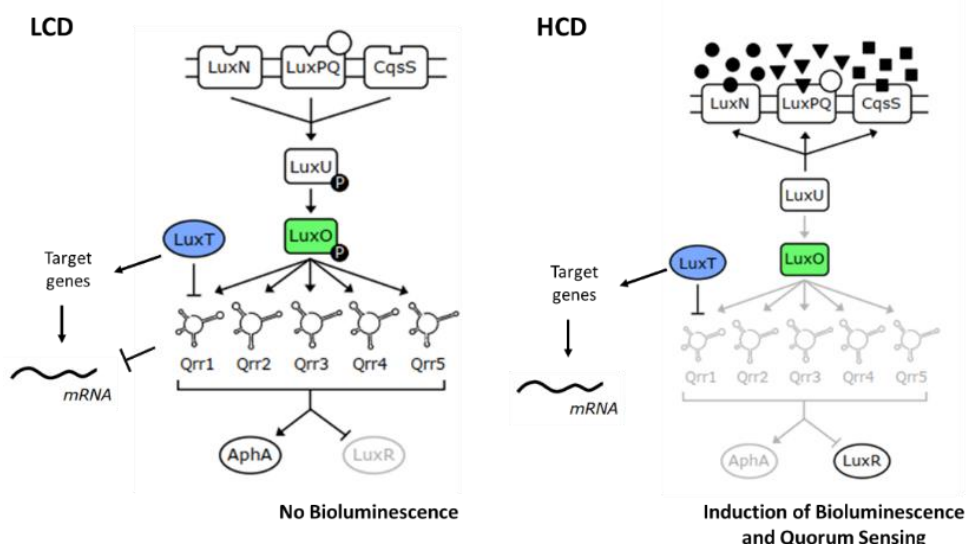 LCD
LuxN LuxPQ CqsS
LuxU
P
LuxT
LuxO
P
Target
genes
Qrr1 Qrr2 Qrr3 Qrr4 Qrr5
mRNA
AphA LuxR
No Bioluminescence
HCD
LuxN LuxPQ CqsS
LuxU
LuxT
LuxO
Target
genes
Qrr1 Qrr2 Qrr3 Qrr4 Qrr5
mRNA
AphA LuxR
Induction of Bioluminescence
and Quorum Sensing